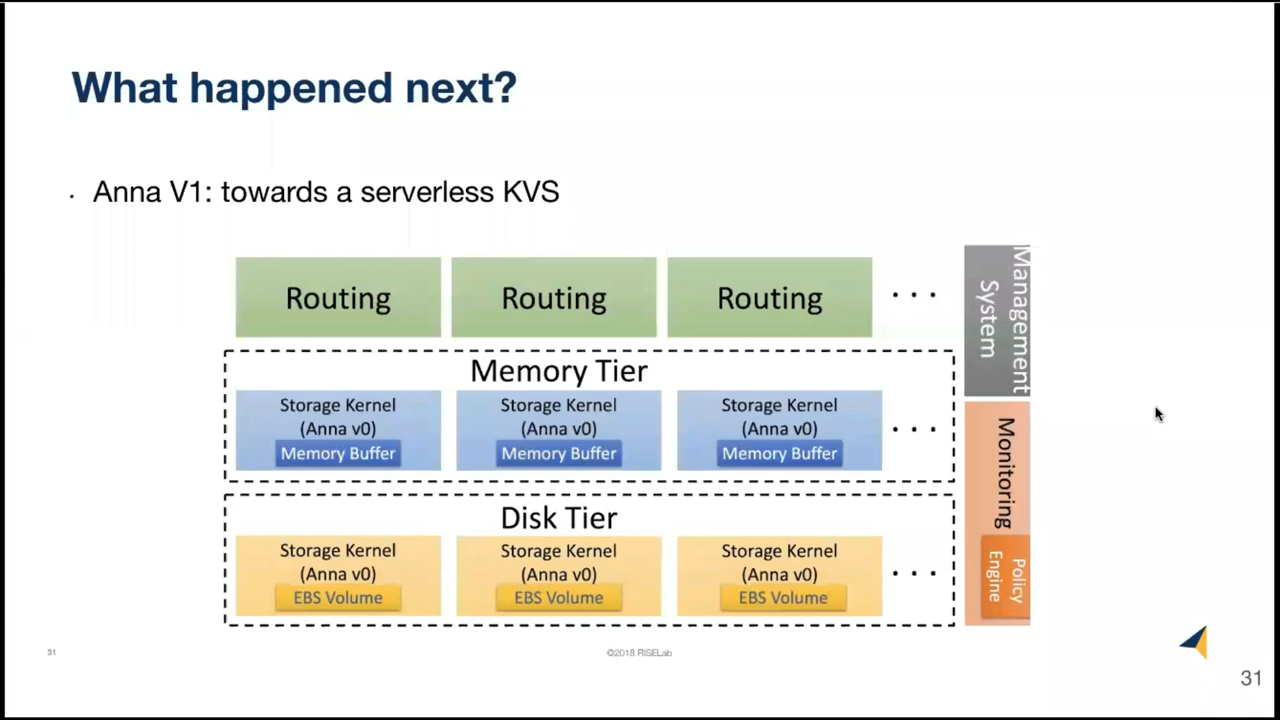 What happened next?
· Anna V1: towards a serverless KVS
Routing
Routing
Routing
· · ·
Management
System
Memory Tier
Storage Kernel
(Anna v0)
Memory Buffer
Storage Kernel
(Anna v0)
Memory Buffer
Storage Kernel
(Anna v0)
Memory Buffer
· · ·
Monitoring
Policy
Engine
Disk Tier
Storage Kernel
(Anna v0)
EBS Volume
Storage Kernel
(Anna v0)
EBS Volume
Storage Kernel
(Anna v0)
EBS Volume
· · ·
31
©2018 RISELab
31